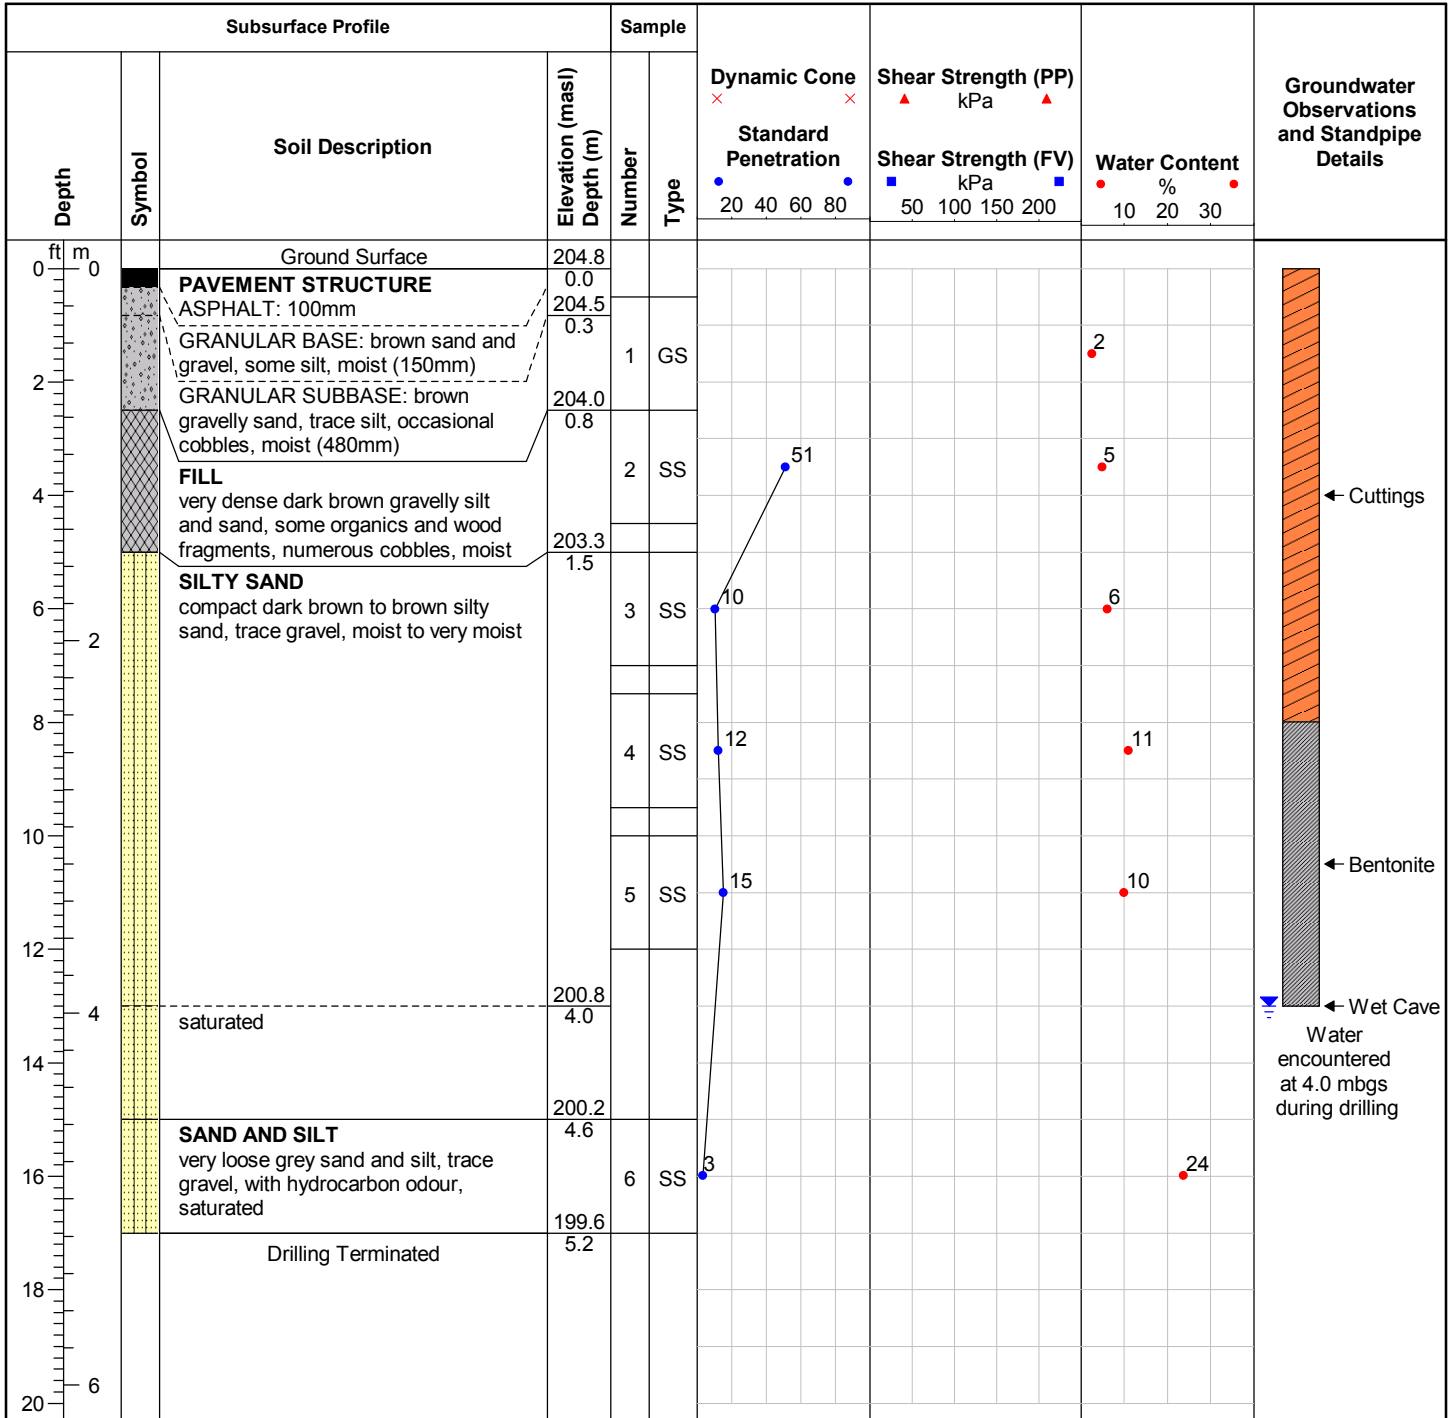 Subsurface Profile
Sample
Depth
Symbol
Soil Description
Elevation (masl)
Depth (m)
Number
Type
Dynamic Cone
Standard
Penetration
20 40 60 80
Shear Strength (PP)
kPa
Shear Strength (FV)
kPa
50 100 150 200
Water Content
%
10 20 30
Groundwater
Observations
and Standpipe
Details
ft m
0 0
2
4
6
2
8
10
12
4
14
16
18
6
20
Ground Surface
204.8
0.0
PAVEMENT STRUCTURE
ASPHALT: 100mm
204.5
0.3
GRANULAR BASE: brown sand and
gravel, some silt, moist (150mm)
GRANULAR SUBBASE: brown
gravelly sand, trace silt, occasional
cobbles, moist (480mm)
204.0
0.8
FILL
very dense dark brown gravelly silt
and sand, some organics and wood
fragments, numerous cobbles, moist
203.3
1.5
SILTY SAND
compact dark brown to brown silty
sand, trace gravel, moist to very moist
200.8
4.0
saturated
200.2
4.6
SAND AND SILT
very loose grey sand and silt, trace
gravel, with hydrocarbon odour,
saturated
199.6
5.2
Drilling Terminated
1 GS
2 SS
3 SS
4 SS
5 SS
6 SS
51
10
12
15
3
2
5
6
11
10
24
Cuttings
Bentonite
Wet Cave
Water
encountered
at 4.0 mbgs
during drilling